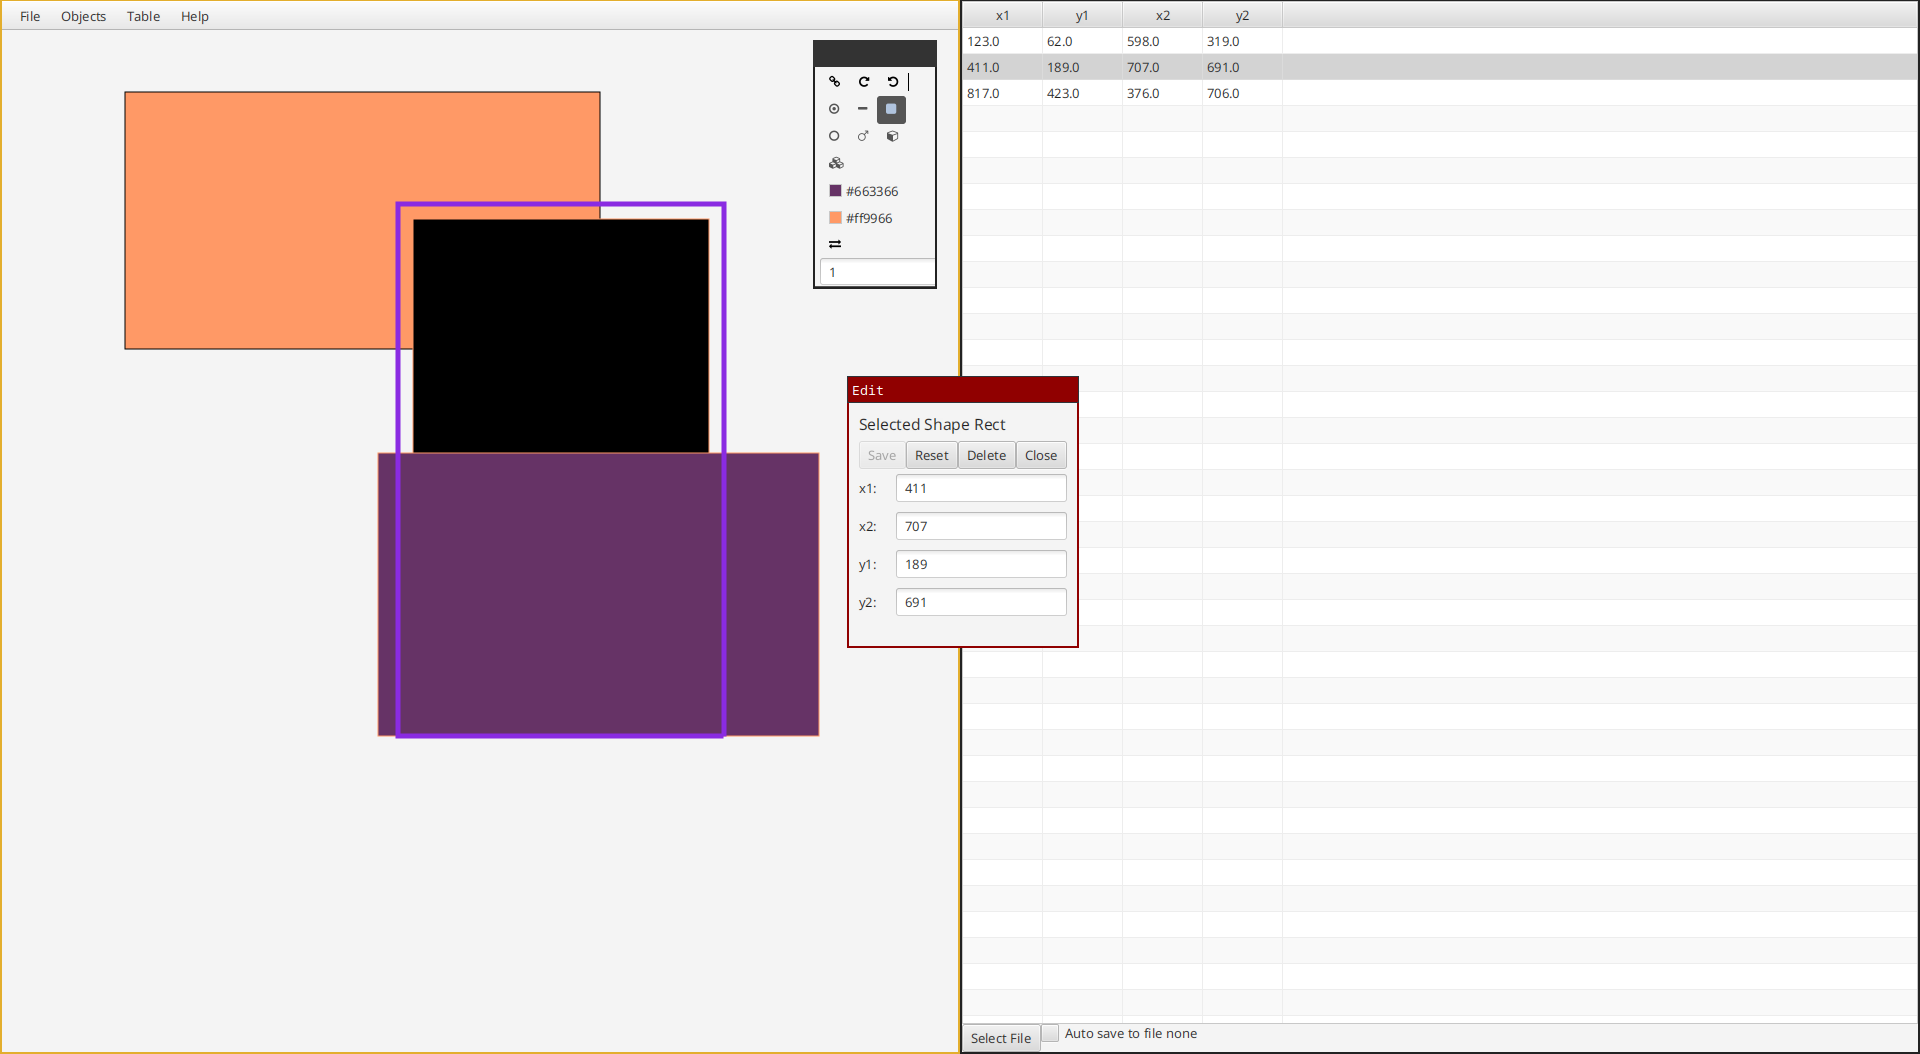 File Objects Table Help
x1 y1 x2 y2
123.0 62.0 598.0 319.0
411.0 189.0 707.0 691.0
817.0 423.0 376.0 706.0
#663366
#ff9966
1
Edit
Selected Shape Rect
Save Reset Delete Close
x1: 411
x2: 707
y1: 189
y2: 691
Select File Auto save to file none